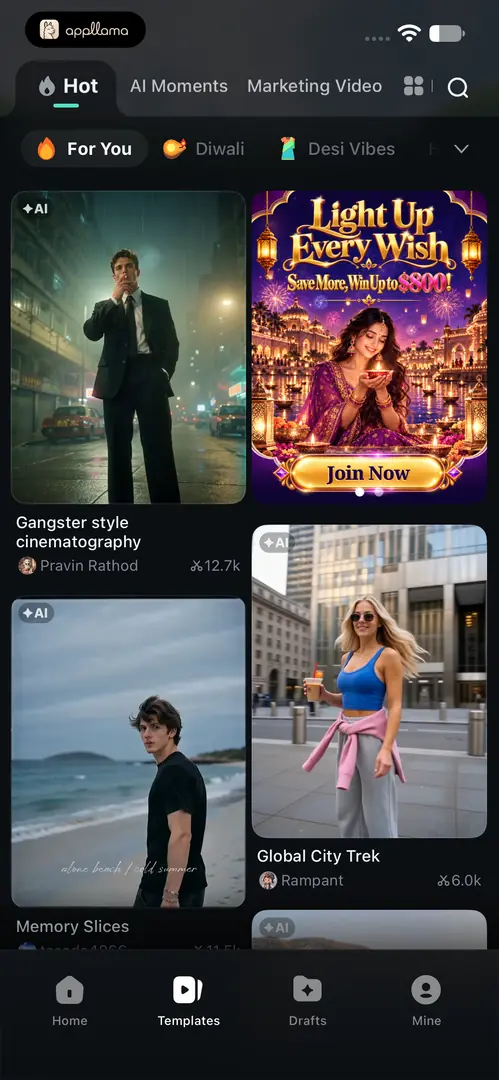 appllama
Hot
AI Moments
Marketing Video
For You
Diwali
Desi Vibes
AI
Light Up
Every Wish
Save More, Win Up to $800!
Join Now
Gangster style
cinematography
Pravin Rathod
12.7k
AI
AI
alone beach / cold summer
Global City Trek
Rampant
6.0k
Memory Slices
AI
Home
Templates
Drafts
Mine